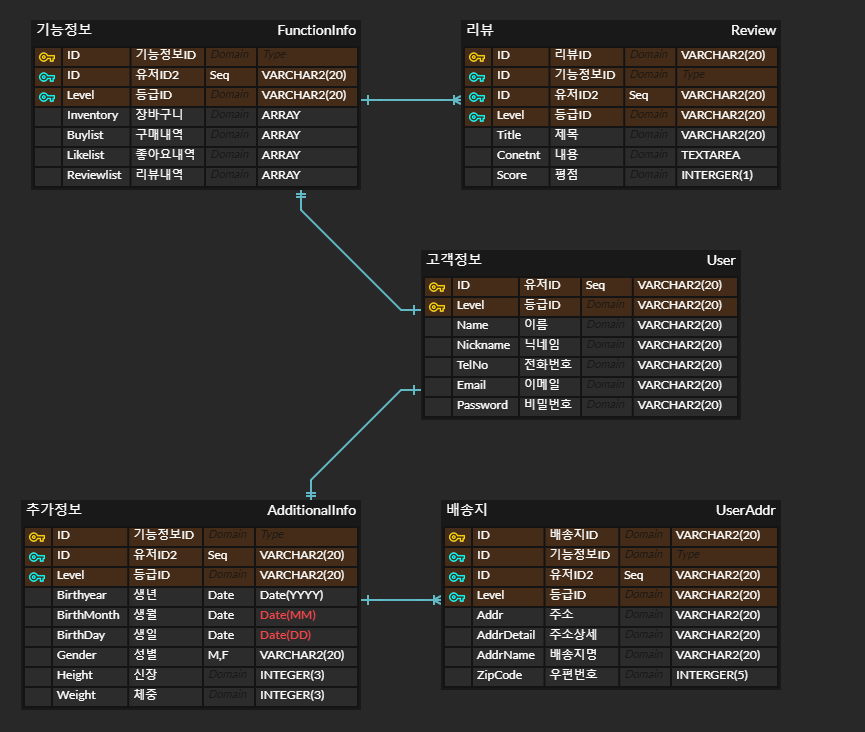 기능정보 FunctionInfo
ID 기능정보ID Domain Type
ID 유저ID2 Seq VARCHAR2(20)
Level 등급ID Domain VARCHAR2(20)
Inventory 장바구니 Domain ARRAY
Buylist 구매내역 Domain ARRAY
Likelist 좋아요내역 Domain ARRAY
Reviewlist 리뷰내역 Domain ARRAY
리뷰 Review
ID 리뷰ID Domain VARCHAR2(20)
ID 기능정보ID Domain Type
ID 유저ID2 Seq VARCHAR2(20)
Level 등급ID Domain VARCHAR2(20)
Title 제목 Domain VARCHAR2(20)
Conetnt 내용 Domain TEXTAREA
Score 평점 Domain INTERGER(1)
고객정보 User
ID 유저ID Seq VARCHAR2(20)
Level 등급ID Domain VARCHAR2(20)
Name 이름 Domain VARCHAR2(20)
Nickname 닉네임 Domain VARCHAR2(20)
TelNo 전화번호 Domain VARCHAR2(20)
Email 이메일 Domain VARCHAR2(20)
Password 비밀번호 Domain VARCHAR2(20)
추가정보 AdditionalInfo
ID 기능정보ID Domain Type
ID 유저ID2 Seq VARCHAR2(20)
Level 등급ID Domain VARCHAR2(20)
Birthyear 생년 Date Date(YYYY)
BirthMonth 생월 Date Date(MM)
BirthDay 생일 Date Date(DD)
Gender 성별 M,F VARCHAR2(20)
Height 신장 Domain INTEGER(3)
Weight 체중 Domain INTEGER(3)
배송지 UserAddr
ID 배송지ID Domain VARCHAR2(20)
ID 기능정보ID Domain Type
ID 유저ID2 Seq VARCHAR2(20)
Level 등급ID Domain VARCHAR2(20)
Addr 주소 Domain VARCHAR2(20)
AddrDetail 주소상세 Domain VARCHAR2(20)
AddrName 배송지명 Domain VARCHAR2(20)
ZipCode 우편번호 Domain INTERGER(5)